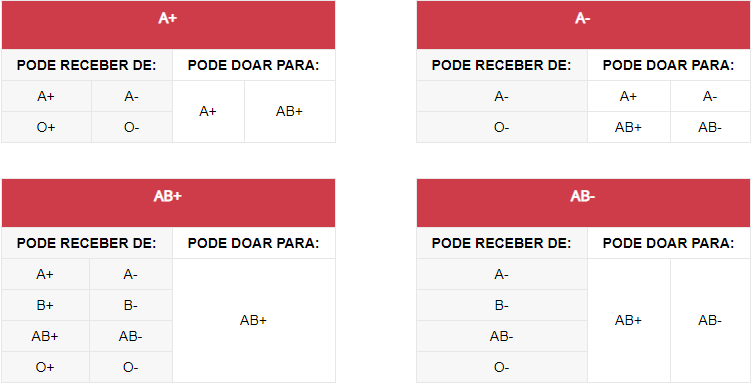 A+
PODE RECEBER DE: PODE DOAR PARA:
A+ A-
O+ O-
A+ AB+
A-
PODE RECEBER DE: PODE DOAR PARA:
A- A+ A-
O- AB+ AB-
AB+
PODE RECEBER DE: PODE DOAR PARA:
A+ A-
B+ B-
AB+ AB-
O+ O-
AB+
AB-
PODE RECEBER DE: PODE DOAR PARA:
A-
B-
AB-
O-
AB+ AB-